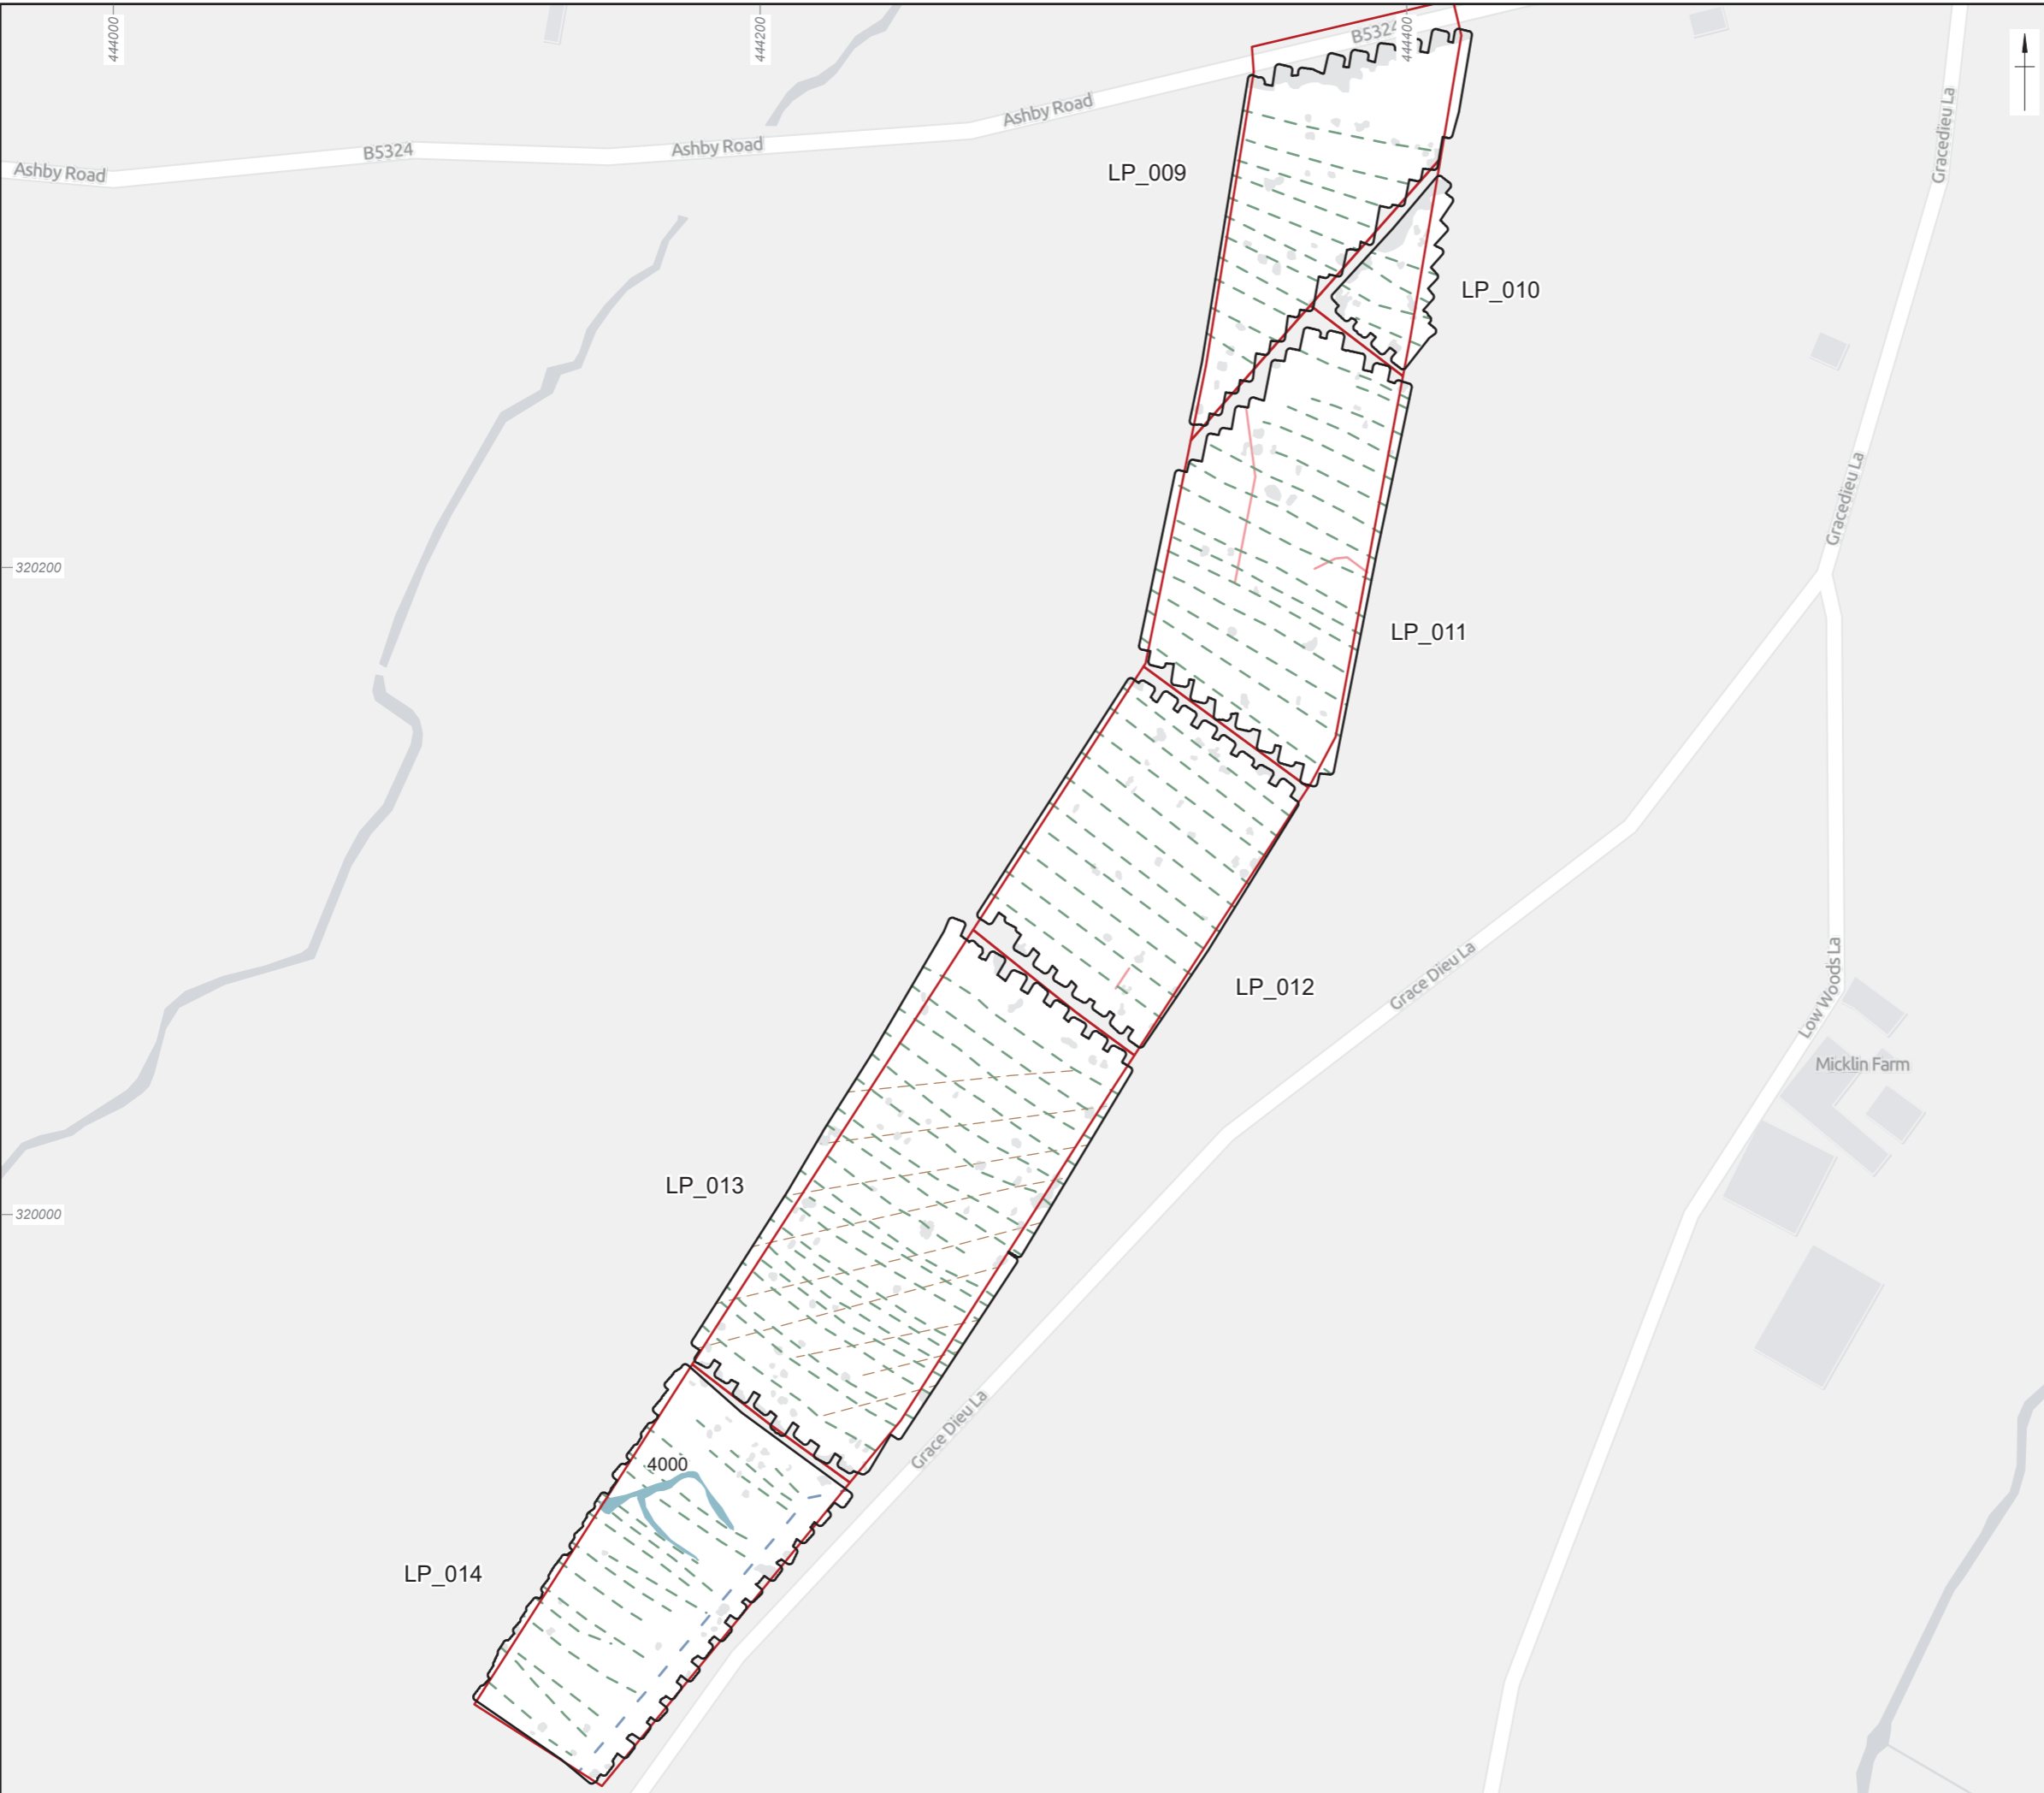 444000
444200
444400
B5324
Ashby Road
Ashby Road
B5324
Ashby Road
Gracedieu La
LP_009
LP_010
Gracedieu La
320200
LP_011
Grace Dieu La
LP_012
Low Woods La
Micklin Farm
LP_013
320000
Grace Dieu La
4000
LP_014